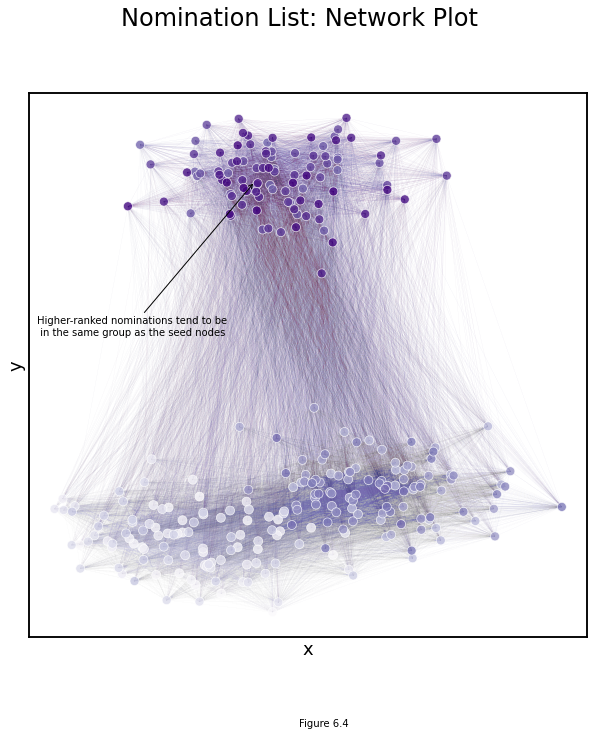 Nomination List: Network Plot
Higher-ranked nominations tend to be
in the same group as the seed nodes
y
x
Figure 6.4